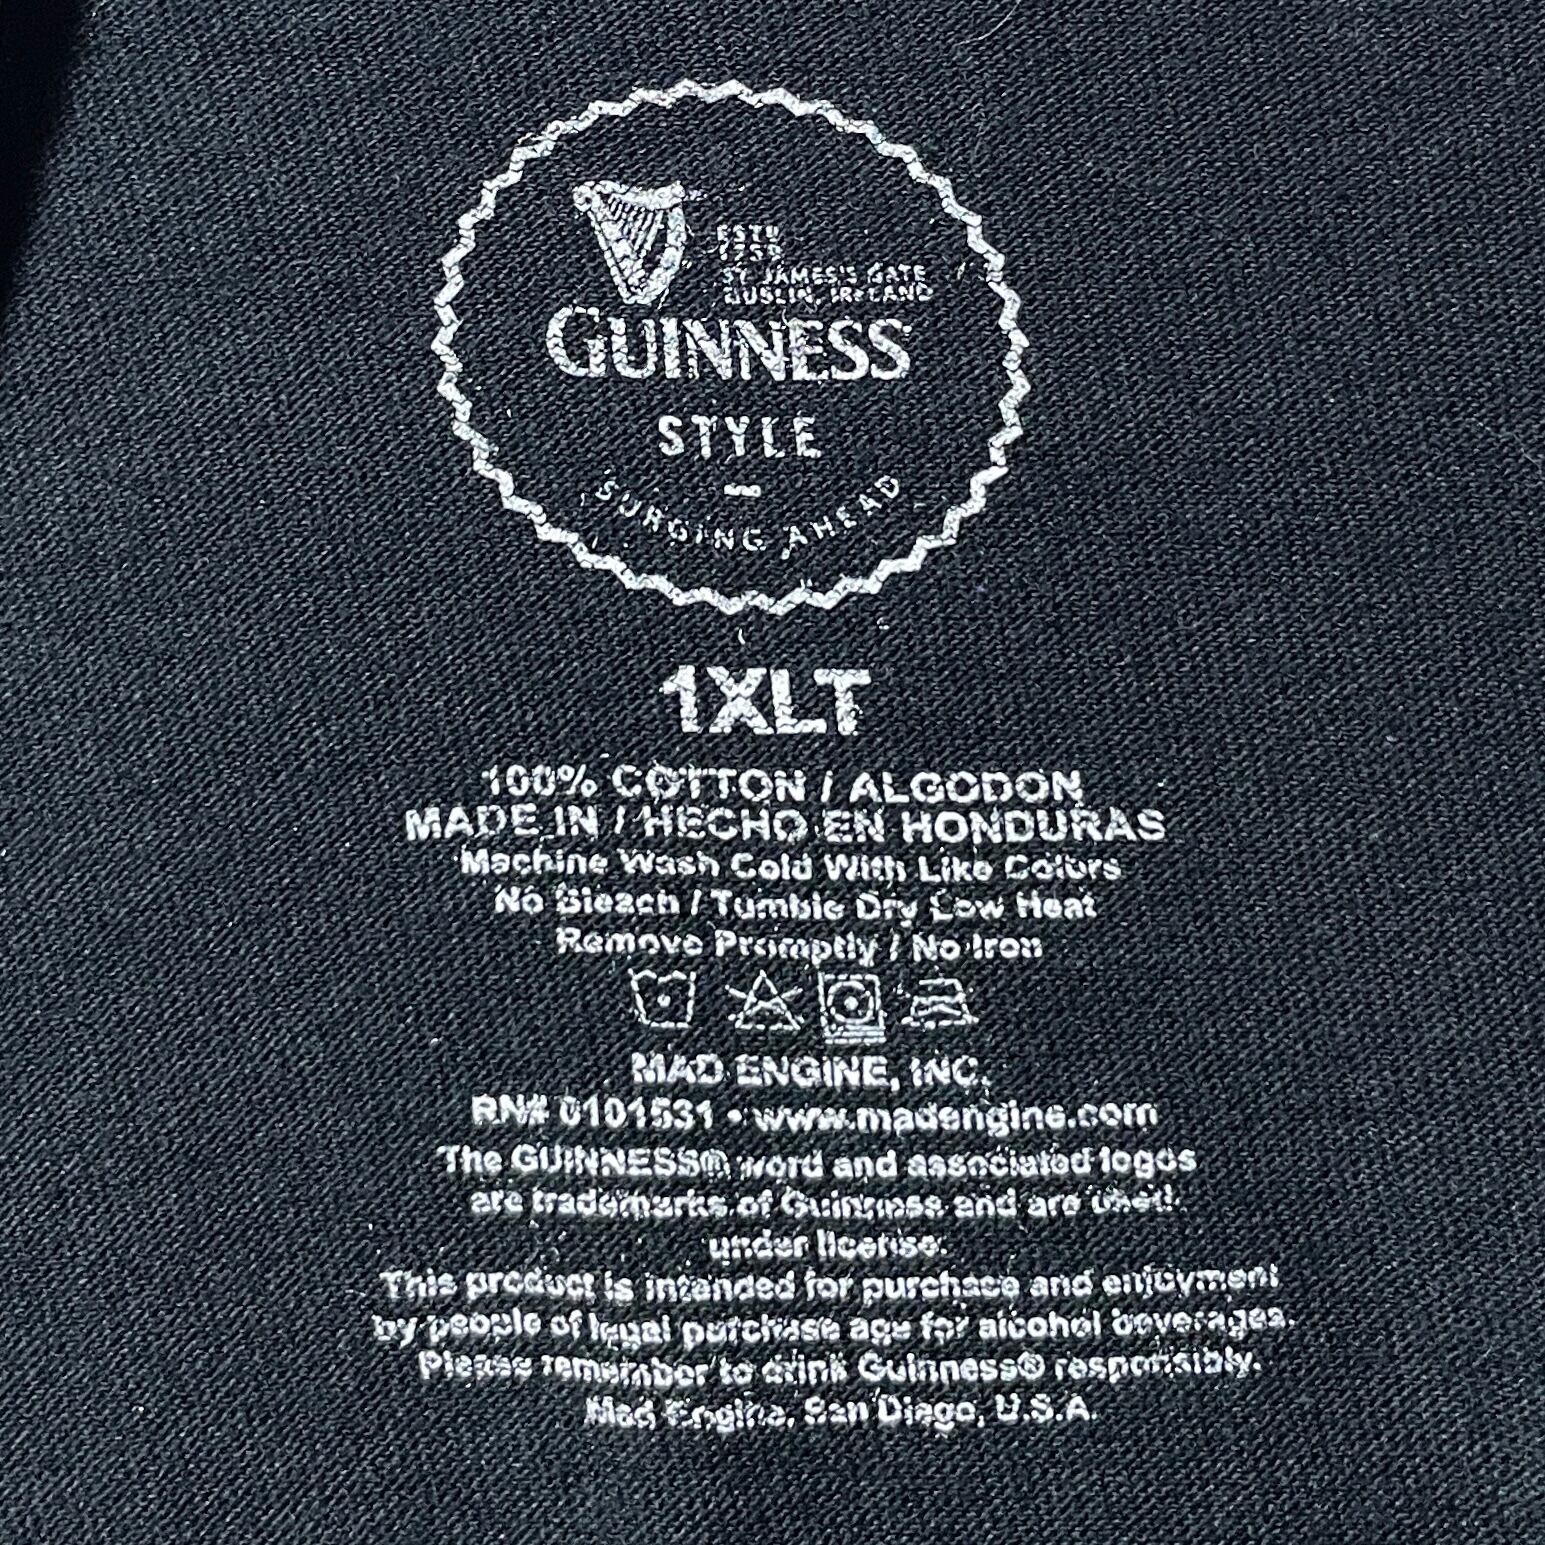 ESTD
1759
ST. JAMES'S GATE
DUBLIN, IRELAND
GUINNESS
STYLE
SURGING AHEAD
1XLT
100% COTTON / ALGODON
MADE IN / HECHO EN HONDURAS
Machine Wash Cold With Like Colors
No Bleach / Tumble Dry Low Heat
Remove Promptly / No Iron
MAD ENGINE, INC.
RN# 0101531 • www.madengine.com
The GUINNESS® word and associated logos
are trademarks of Guinness and are used
under license.
This product is intended for purchase and enjoyment
by people of legal purchase age for alcohol beverages.
Please remember to drink Guinness® responsibly.
Mad Engine, San Diego, U.S.A.